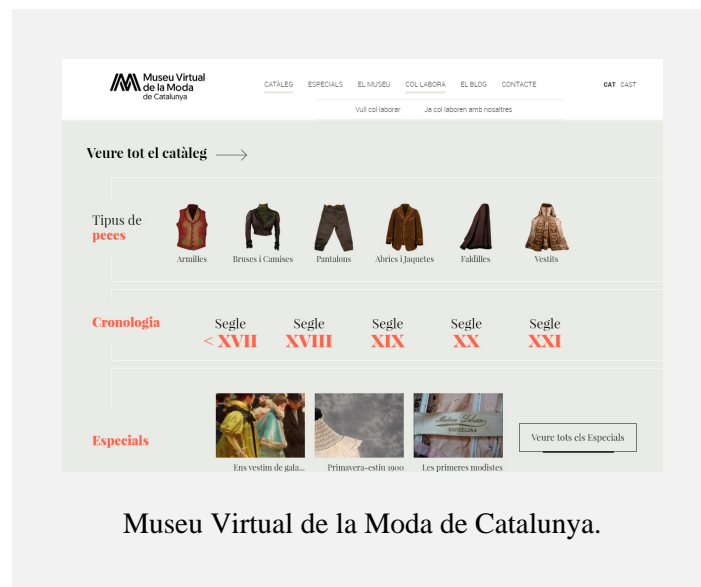 Museu Virtual
de la Moda
de Catalunya
CATÀLEG ESPECIALS EL MUSEU COL·LABORA EL BLOG CONTACTE
CAT CAST
Vull col·laborar Ja col·laboren amb nosaltres
Veure tot el catàleg
Tipus de
peces
Armilles Bruses i Camises Pantalons Abrics i Jaquetes Faldilles Vestits
Cronologia
Segle Segle Segle Segle Segle
< XVII XVIII XIX XX XXI
Especials
BARCELONA
Veure tots els Especials
Ens vestim de gala... Primavera-estiu 1900 Les primeres modistes
Museu Virtual de la Moda de Catalunya.